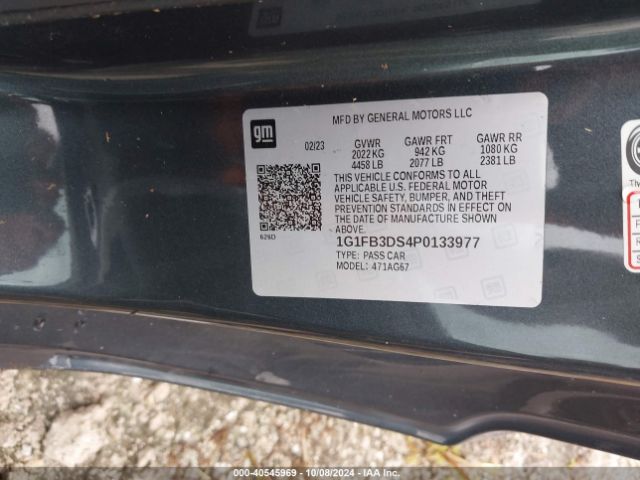 MFD BY GENERAL MOTORS LLC
gm
02/23
GVWR
2022 KG
4458 LB
GAWR FRT
942 KG
2077 LB
GAWR RR
1080 KG
2381 LB
THIS VEHICLE CONFORMS TO ALL
APPLICABLE U.S. FEDERAL MOTOR
VEHICLE SAFETY, BUMPER, AND THEFT
PREVENTION STANDARDS IN EFFECT ON
THE DATE OF MANUFACTURE SHOWN
ABOVE.
1G1FB3DS4P0133977
TYPE: PASS CAR
MODEL: 471AG67
000-40545969 - 10/08/2024 - IAA Inc.